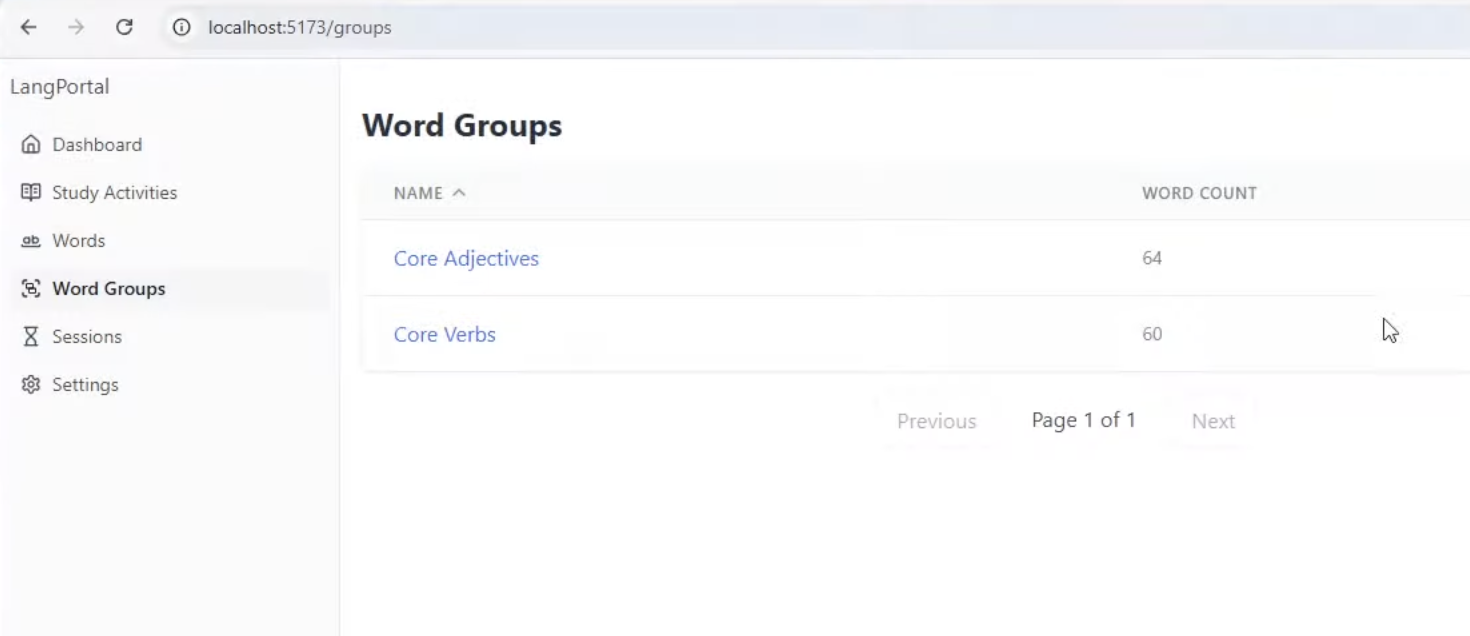 localhost:5173/groups
LangPortal
Dashboard
Study Activities
ab Words
Word Groups
Sessions
Settings
Word Groups
NAME WORD COUNT
Core Adjectives 64
Core Verbs 60
Previous Page 1 of 1 Next